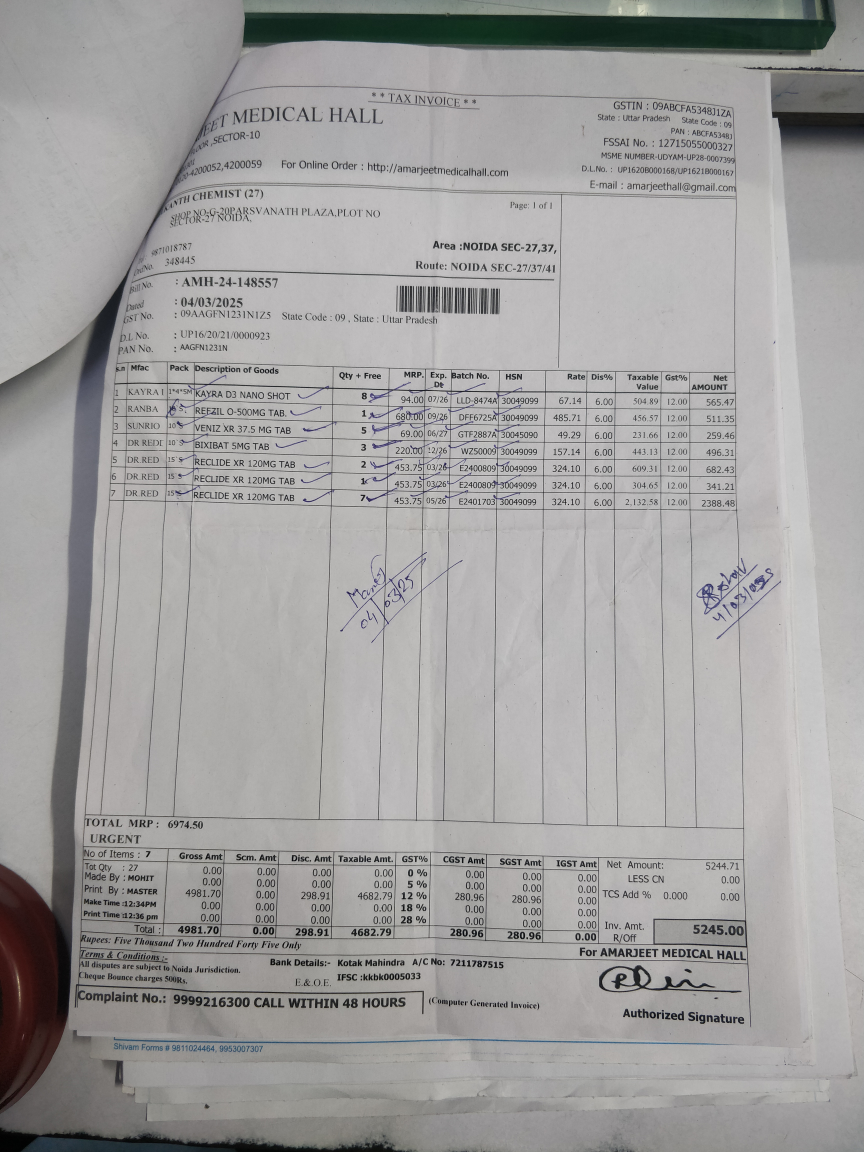 * * TAX INVOICE * *
MEDICAL HALL
,SECTOR-10
4200052,4200059 For Online Order : http://amarjeetmedicalhall.com
GSTIN : 09ABCFA5348J1ZA
State : Uttar Pradesh State Code : 09
PAN : ABCFA5348J
FSSAI No. : 12715055000327
MSME NUMBER-UDYAM-UP28-0007399
D.L.No. : UP1620B000168/UP1621B000167
E-mail : amarjeethall@gmail.com
CHEMIST (27)
Page: 1 of 1
SHOP NO:G-20PARSVANATH PLAZA,PLOT NO
SECTOR-27 NOIDA,
9871018787
348445
Area :NOIDA SEC-27,37,
Route: NOIDA SEC-27/37/41
Bill No. : AMH-24-148557
Dated : 04/03/2025
GST No. : 09AAGFN1231N1Z5 State Code : 09 , State : Uttar Pradesh
D.L No. : UP16/20/21/0000923
PAN No. : AAGFN1231N
s.n Mfac Pack Description of Goods Qty + Free MRP. Exp. Dt Batch No. HSN Rate Dis% Taxable Value Gst% Net AMOUNT
1 KAYRA 1*4*5M KAYRA D3 NANO SHOT 8 94.00 07/26 LLD-8474A 30049099 67.14 6.00 504.89 12.00 565.47
2 RANBA REFZIL O-500MG TAB. 1 680.00 09/26 DFF6725A 30049099 485.71 6.00 456.57 12.00 511.35
3 SUNRIO 10'S VENIZ XR 37.5 MG TAB 5 69.00 06/27 GTF2887A 30045090 49.29 6.00 231.66 12.00 259.46
4 DR.REDI 10'S BIXIBAT 5MG TAB 3 220.00 12/26 WZ50009 30049099 157.14 6.00 443.13 12.00 496.31
5 DR.RED 15'S RECLIDE XR 120MG TAB 2 453.75 03/26 E2400809 30049099 324.10 6.00 609.31 12.00 682.43
6 DR.RED 15'S RECLIDE XR 120MG TAB 1 453.75 03/26 E2400809 30049099 324.10 6.00 304.65 12.00 341.21
7 DR.RED 15'S RECLIDE XR 120MG TAB 7 453.75 05/26 E2401703 30049099 324.10 6.00 2,132.58 12.00 2388.48
04/03/25
4/03/2025
TOTAL MRP : 6974.50
URGENT
No of Items : 7 Gross Amt Scm. Amt Disc. Amt Taxable Amt. GST% CGST Amt SGST Amt IGST Amt
Tot Qty : 27 0.00 0.00 0.00 0.00 0 % 0.00 0.00 0.00
Made By : MOHIT 0.00 0.00 0.00 0.00 5 % 0.00 0.00 0.00
Print By : MASTER 4981.70 0.00 298.91 4682.79 12 % 280.96 280.96 0.00
Make Time :12:34PM 0.00 0.00 0.00 0.00 18 % 0.00 0.00 0.00
Print Time :12:36 pm 0.00 0.00 0.00 0.00 28 % 0.00 0.00 0.00
Total : 4981.70 0.00 298.91 4682.79 280.96 280.96 0.00
Net Amount: 5244.71
LESS CN 0.00
TCS Add % 0.000 0.00
Inv. Amt. R/Off 5245.00
Rupees: Five Thousand Two Hundred Forty Five Only
For AMARJEET MEDICAL HALL
Terms & Conditions :-
All disputes are subject to Noida Jurisdiction.
Cheque Bounce charges 500Rs.
E.& O.E.
Bank Details:- Kotak Mahindra A/C No: 7211787515
IFSC :kkbk0005033
Complaint No.: 9999216300 CALL WITHIN 48 HOURS
(Computer Generated Invoice)
Authorized Signature
Shivam Forms # 9811024464, 9953007307